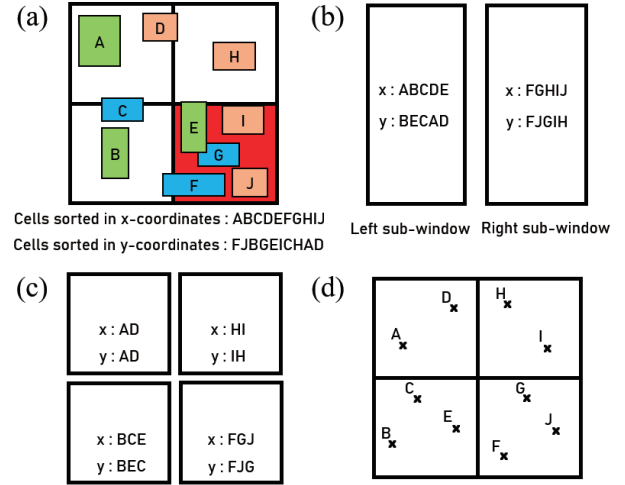 (a)
A
D
H
C
B
E
I
G
F
J
Cells sorted in x-coordinates : ABCDEFGHIJ
Cells sorted in y-coordinates : FJBGEICHAD
(b)
x : ABCDE
y : BECAD
x : FGHIJ
y : FJGIH
Left sub-window
Right sub-window
(c)
x : AD
y : AD
x : HI
y : IH
x : BCE
y : BEC
x : FGJ
y : FJG
(d)
D
H
A
I
C
G
B
E
J
F